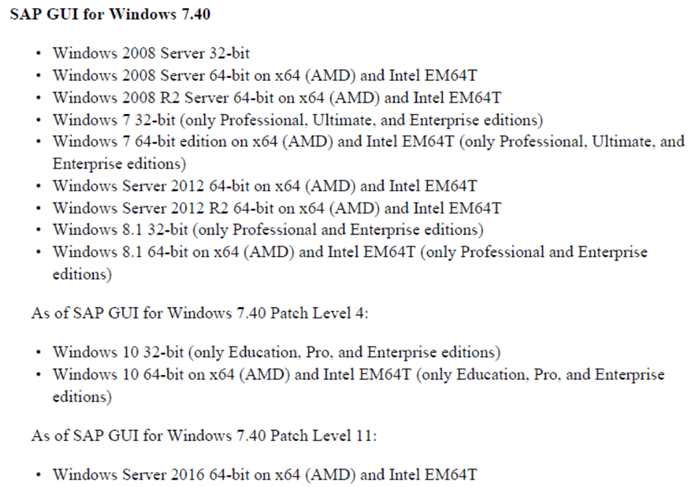 SAP GUI for Windows 7.40
• Windows 2008 Server 32-bit
• Windows 2008 Server 64-bit on x64 (AMD) and Intel EM64T
• Windows 2008 R2 Server 64-bit on x64 (AMD) and Intel EM64T
• Windows 7 32-bit (only Professional, Ultimate, and Enterprise editions)
• Windows 7 64-bit edition on x64 (AMD) and Intel EM64T (only Professional, Ultimate, and
Enterprise editions)
• Windows Server 2012 64-bit on x64 (AMD) and Intel EM64T
• Windows Server 2012 R2 64-bit on x64 (AMD) and Intel EM64T
• Windows 8.1 32-bit (only Professional and Enterprise editions)
• Windows 8.1 64-bit on x64 (AMD) and Intel EM64T (only Professional and Enterprise
editions)
As of SAP GUI for Windows 7.40 Patch Level 4:
• Windows 10 32-bit (only Education, Pro, and Enterprise editions)
• Windows 10 64-bit on x64 (AMD) and Intel EM64T (only Education, Pro, and Enterprise
editions)
As of SAP GUI for Windows 7.40 Patch Level 11:
• Windows Server 2016 64-bit on x64 (AMD) and Intel EM64T